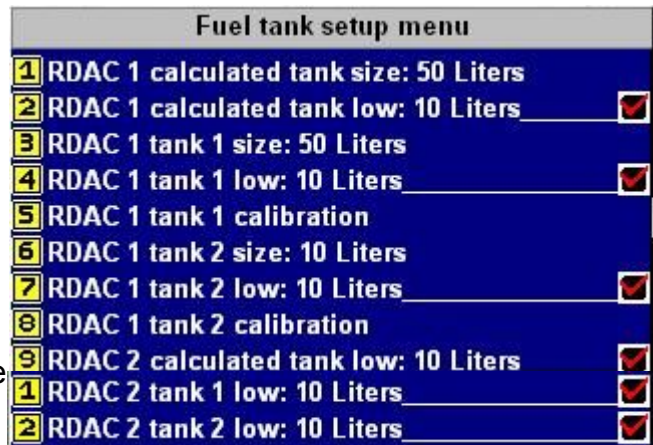 Fuel tank setup menu
1 RDAC 1 calculated tank size: 50 Liters
2 RDAC 1 calculated tank low: 10 Liters
3 RDAC 1 tank 1 size: 50 Liters
4 RDAC 1 tank 1 low: 10 Liters
5 RDAC 1 tank 1 calibration
6 RDAC 1 tank 2 size: 10 Liters
7 RDAC 1 tank 2 low: 10 Liters
8 RDAC 1 tank 2 calibration
e 9 RDAC 2 calculated tank low: 10 Liters
1 RDAC 2 tank 1 low: 10 Liters
2 RDAC 2 tank 2 low: 10 Liters